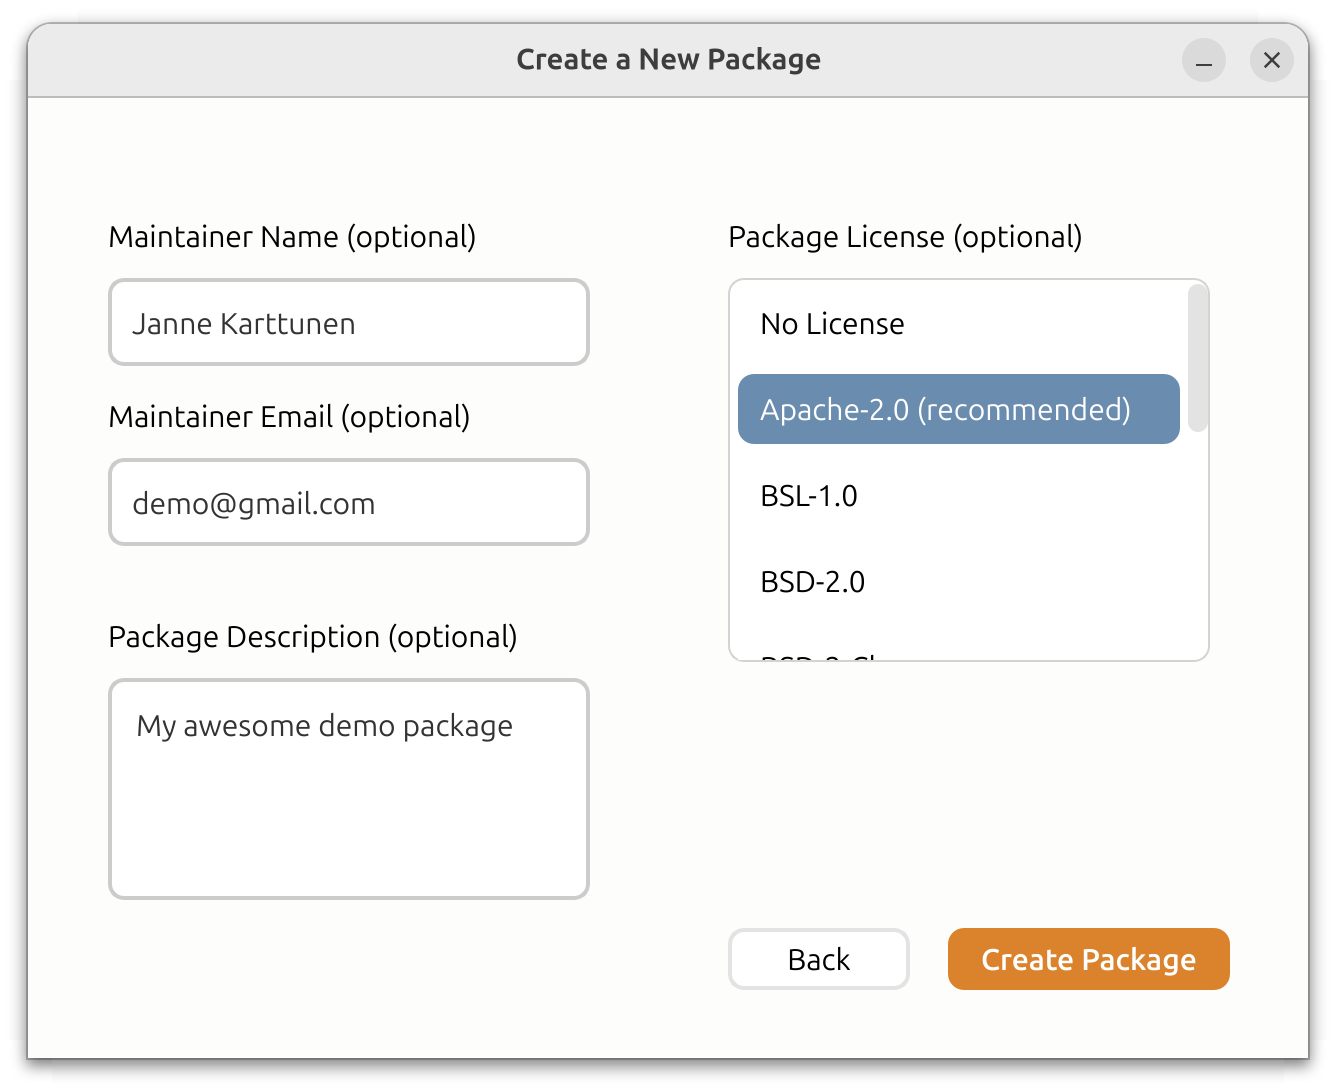 Create a New Package
Maintainer Name (optional)
Janne Karttunen
Maintainer Email (optional)
demo@gmail.com
Package Description (optional)
My awesome demo package
Package License (optional)
No License
Apache-2.0 (recommended)
BSL-1.0
BSD-2.0
Back
Create Package